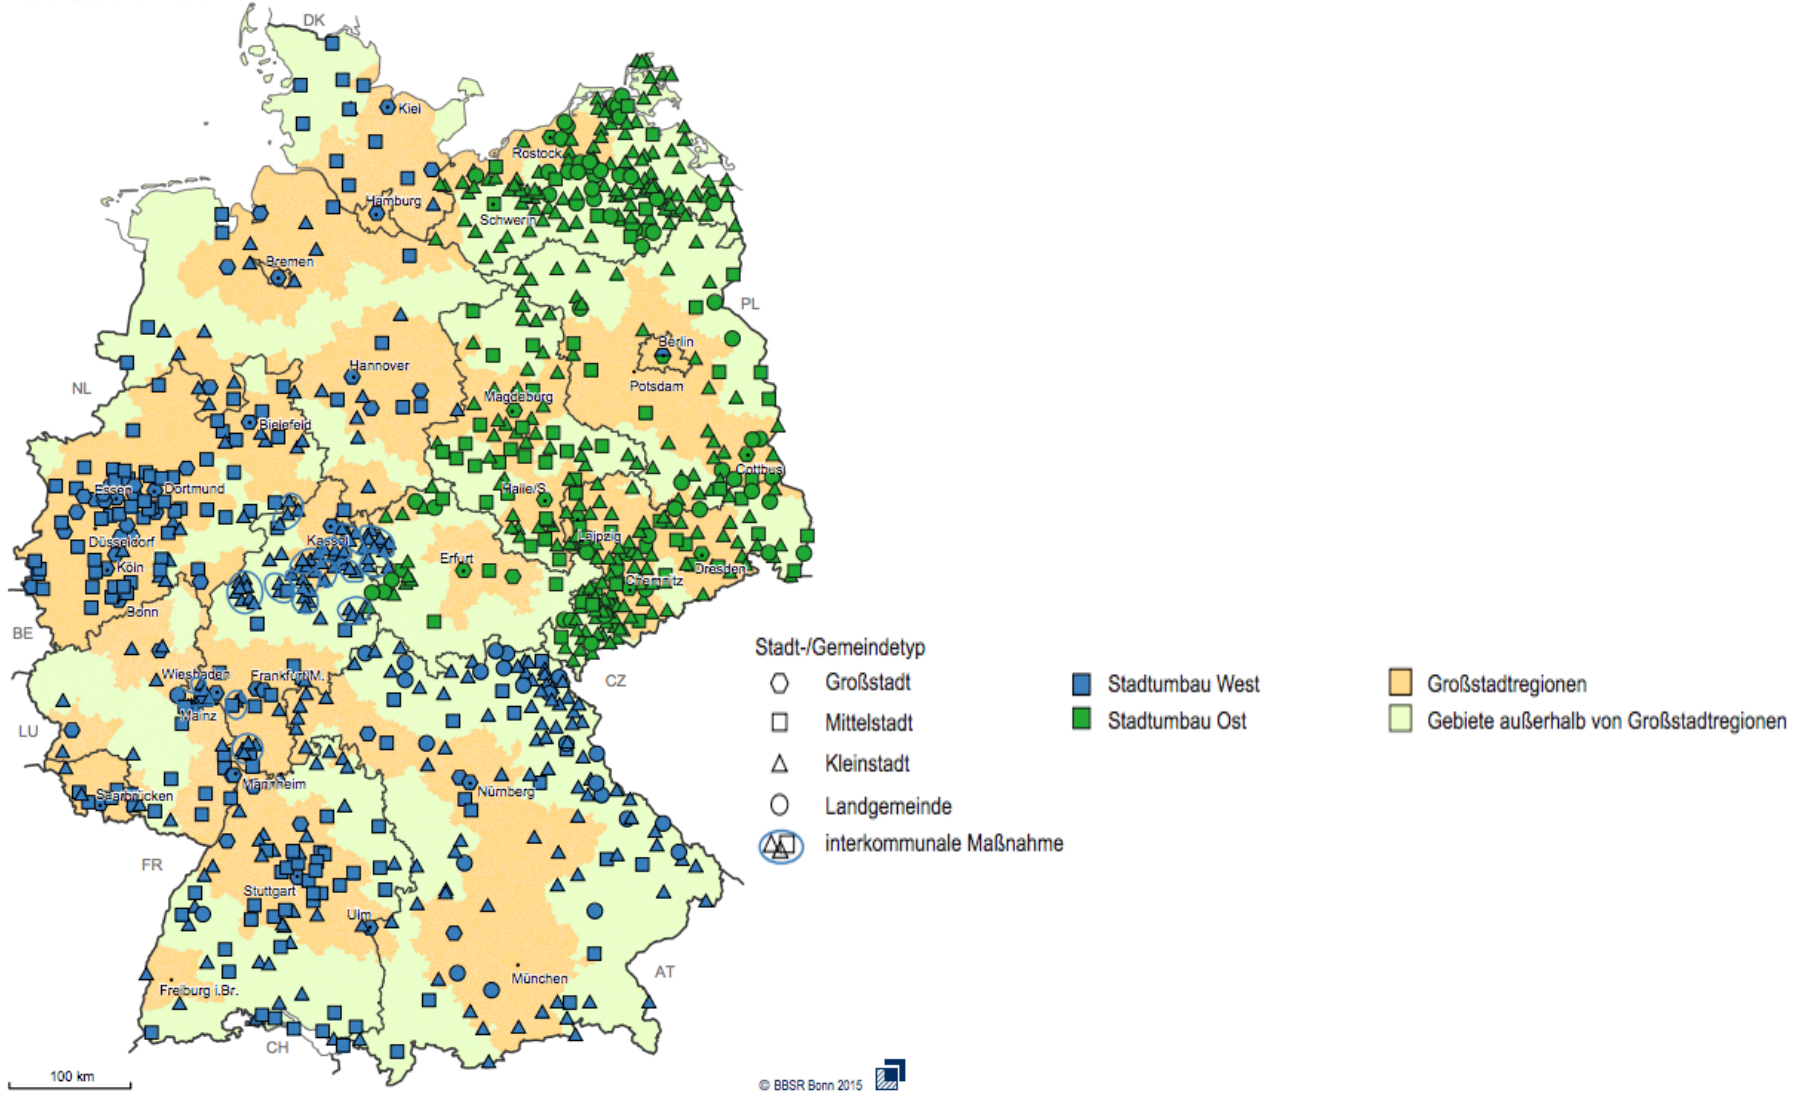 DK
Kiel
Rostock
Hamburg
Schwerin
Bremen
PL
Berlin
Hannover
NL
Potsdam
Magdeburg
Bielefeld
Cottbus
Essen
Dortmund
Halle/S.
Düsseldorf
Kassel
Leipzig
Erfurt
Köln
Dresden
Chemnitz
Bonn
BE
Wiesbaden
Frankfurt/M.
CZ
Mainz
LU
Mannheim
Nürnberg
Saarbrücken
FR
Stuttgart
Ulm
AT
München
Freiburg i.Br.
CH
100 km
Stadt-/Gemeindetyp
Großstadt
Mittelstadt
Kleinstadt
Landgemeinde
interkommunale Maßnahme
Stadtumbau West
Stadtumbau Ost
Großstadtregionen
Gebiete außerhalb von Großstadtregionen
© BBSR Bonn 2015